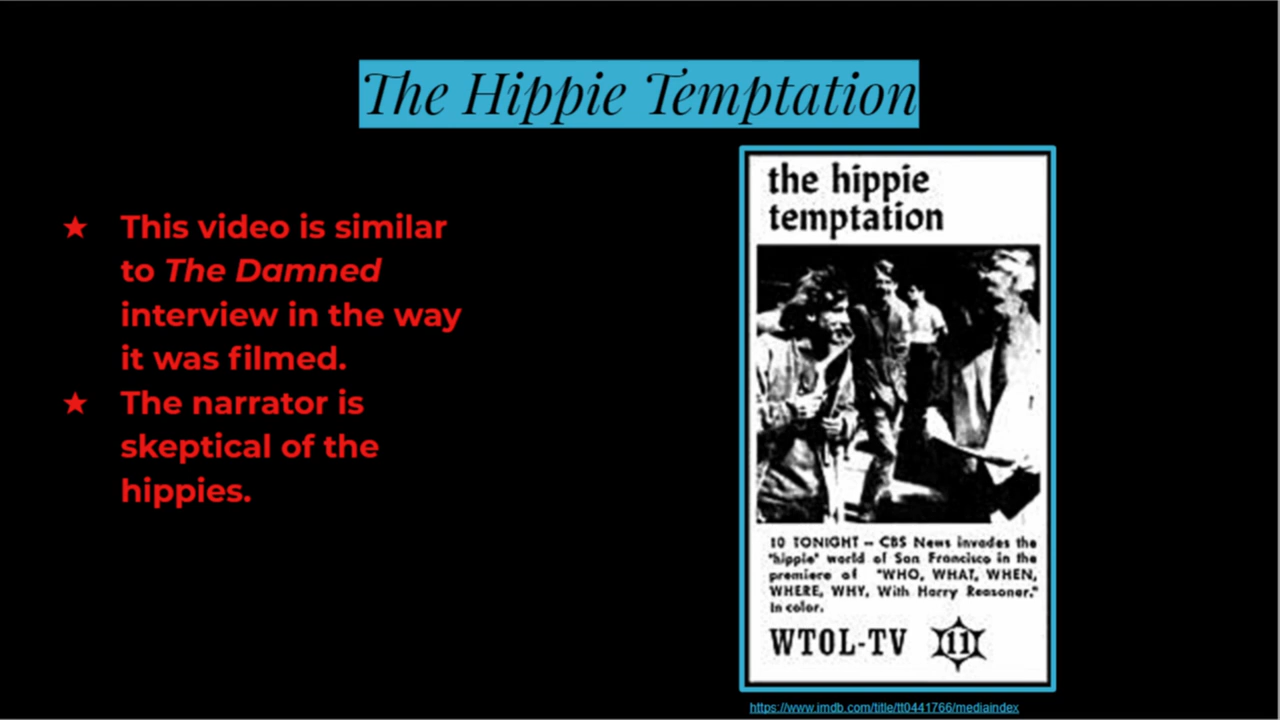 The Hippie Temptation
★ This video is similar
to The Damned
interview in the way
it was filmed.
★ The narrator is
skeptical of the
hippies.
the hippie
temptation
10 TONIGHT – CBS News invades the
"hippie" world of San Francisco in the
premiere of "WHO, WHAT, WHEN,
WHERE, WHY, With Harry Reasoner."
In color.
WTOL-TV 11
https://www.imdb.com/title/tt0441766/mediaindex